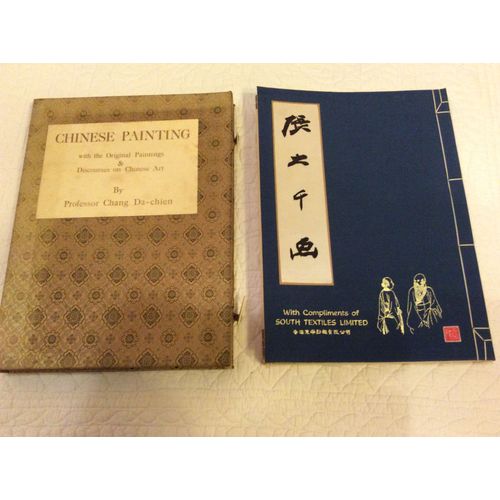 CHINESE PAINTING
with the Original Paintings
&
Discourses on Chinese Art
By
Professor Chang Da-chien
張大千画
With Compliments of
SOUTH TEXTILES LIMITED